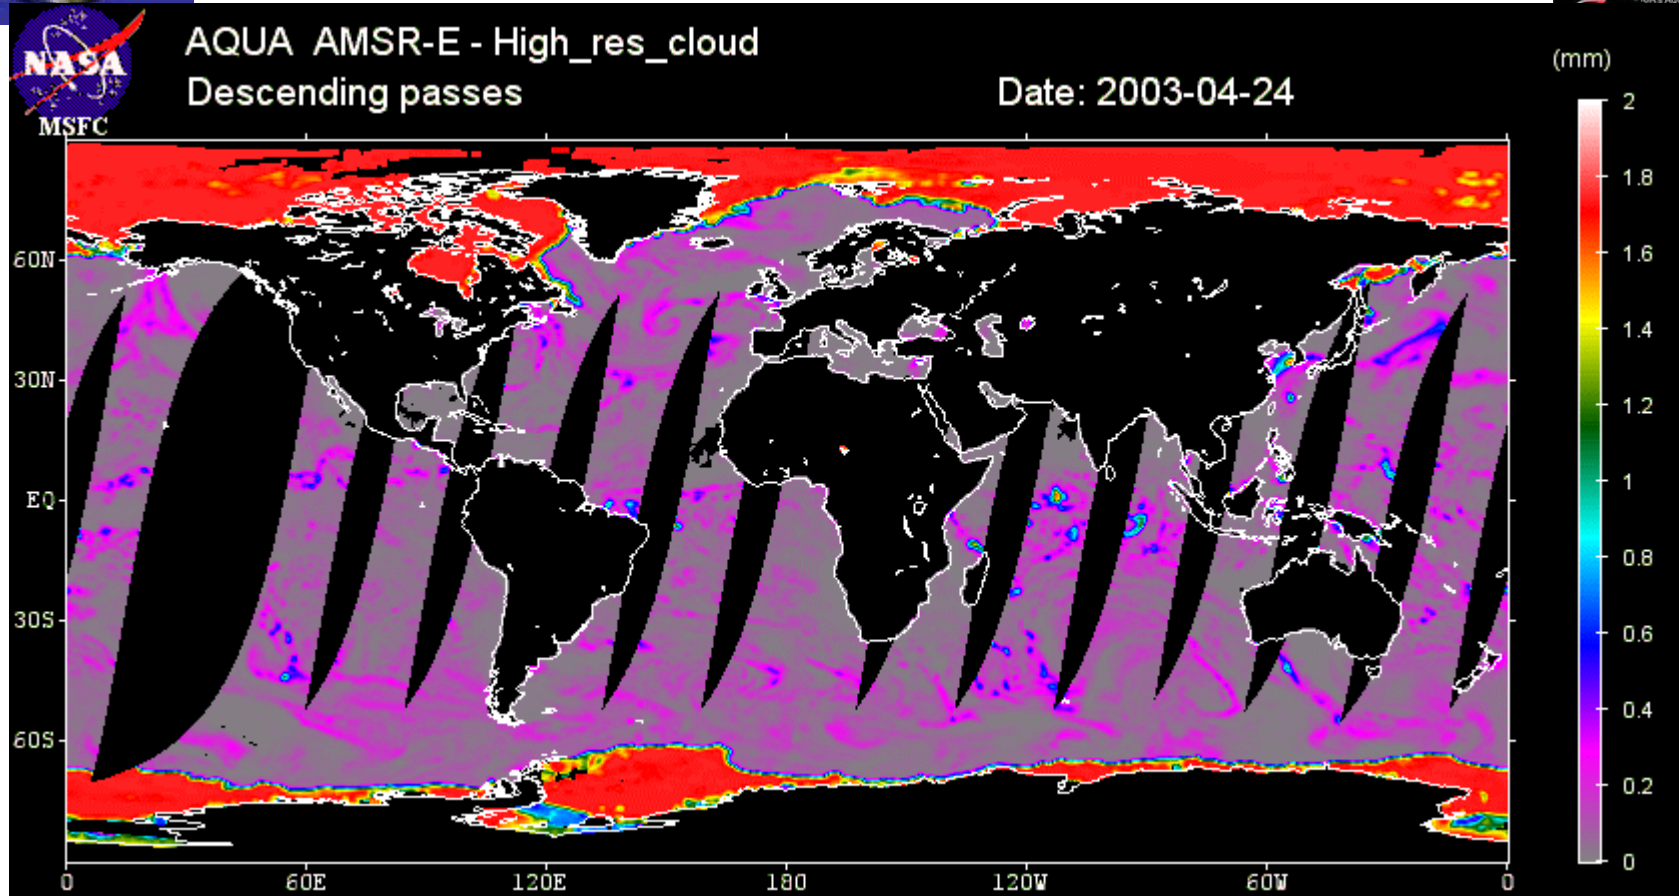 NASA
MSFC
AQUA AMSR-E - High_res_cloud
Descending passes
Date: 2003-04-24
(mm)
2
1.8
1.6
1.4
1.2
1
0.8
0.6
0.4
0.2
0
60N
30N
EQ
30S
60S
0
60E
120E
180
120W
60W
0